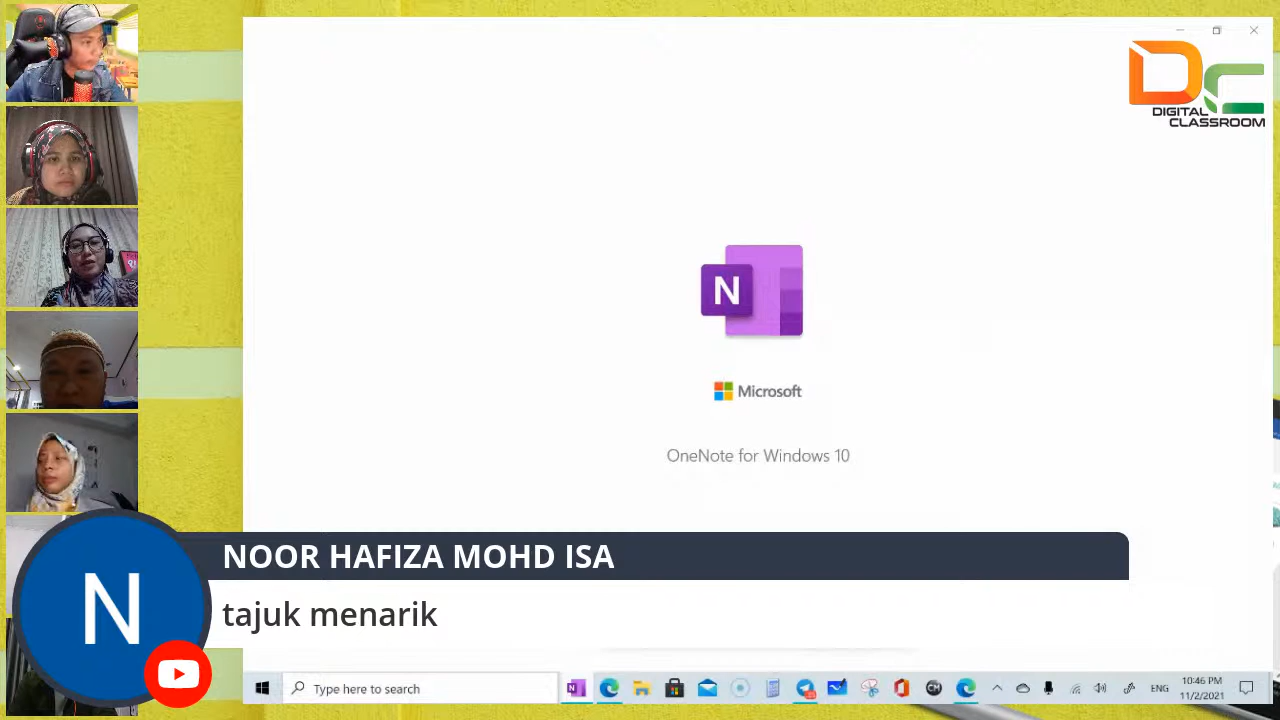 DIGITAL
CLASSROOM
N
Microsoft
OneNote for Windows 10
NOOR HAFIZA MOHD ISA
N
tajuk menarik
Type here to search
ENG
10:46 PM
11/2/2021